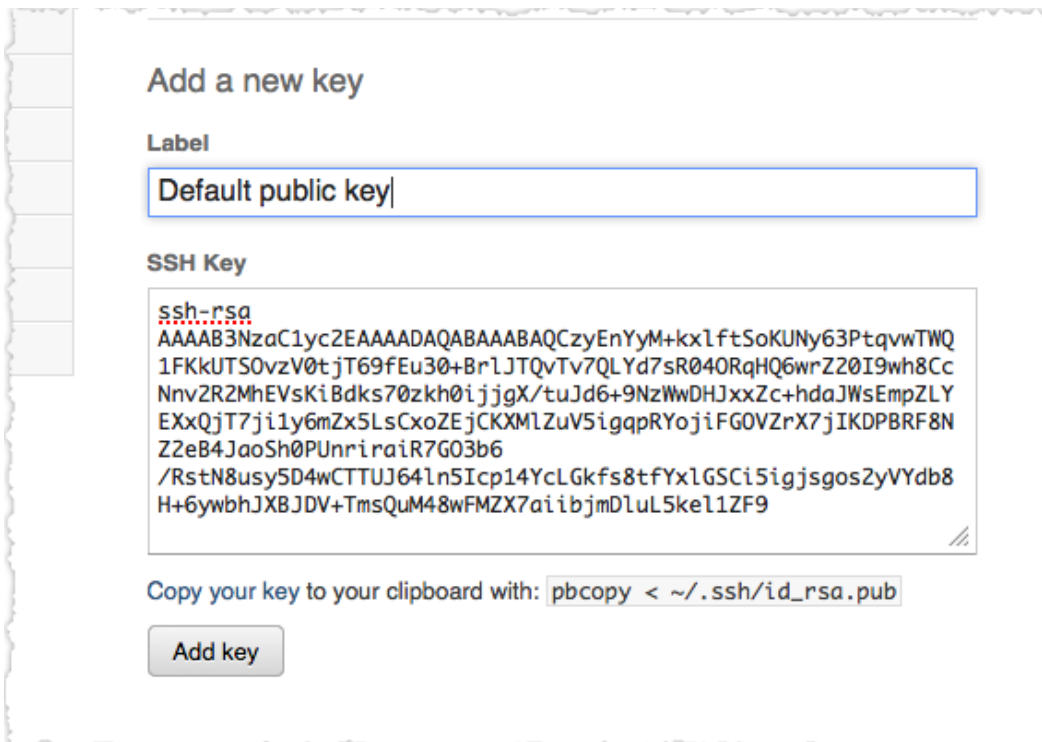 Add a new key
Label
Default public key
SSH Key
ssh-rsa
AAAAB3NzaC1yc2EAAAADAQABAAABAQCzyEnYyM+kxlftSoKUNy63PtqvwTWQ
1FKkUTSOvzV0tjT69fEu30+BrlJTQvTv7QLYd7sR04ORqHQ6wrZ20I9wh8Cc
Nnv2R2MhEVsKiBdks70zkh0ijjgX/tuJd6+9NzWwDHJxxZc+hdaJWsEmpZLY
EXxQjT7ji1y6mZx5LsCxoZEjCKXMlZuV5igqpRYojiFGOVZrX7jIKDPBRF8N
Z2eB4JaoSh0PUnriraiR7GO3b6
/RstN8usy5D4wCTTUJ64ln5Icp14YcLGkfs8tfYxlGSCi5igjsgos2yVYdb8
H+6ywbhJXBJDV+TmsQuM48wFMZX7aiibjmDluL5kel1ZF9
Copy your key to your clipboard with: pbcopy < ~/.ssh/id_rsa.pub
Add key